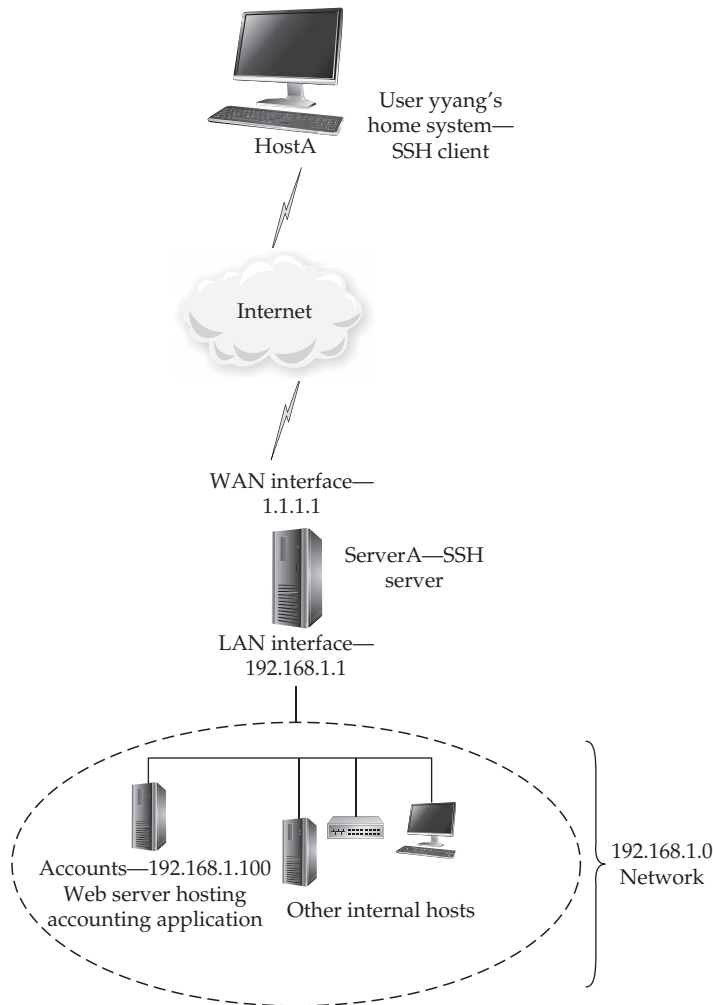 User yyang's
home system—
SSH client
HostA
Internet
WAN interface—
1.1.1.1
ServerA—SSH
server
LAN interface—
192.168.1.1
Accounts—192.168.1.100
Web server hosting
accounting application
Other internal hosts
192.168.1.0
Network